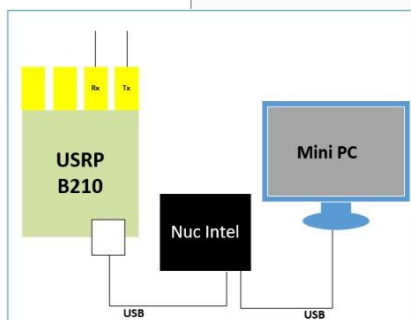 Rx
Tx
USRP
B210
Mini PC
Nuc Intel
USB
USB